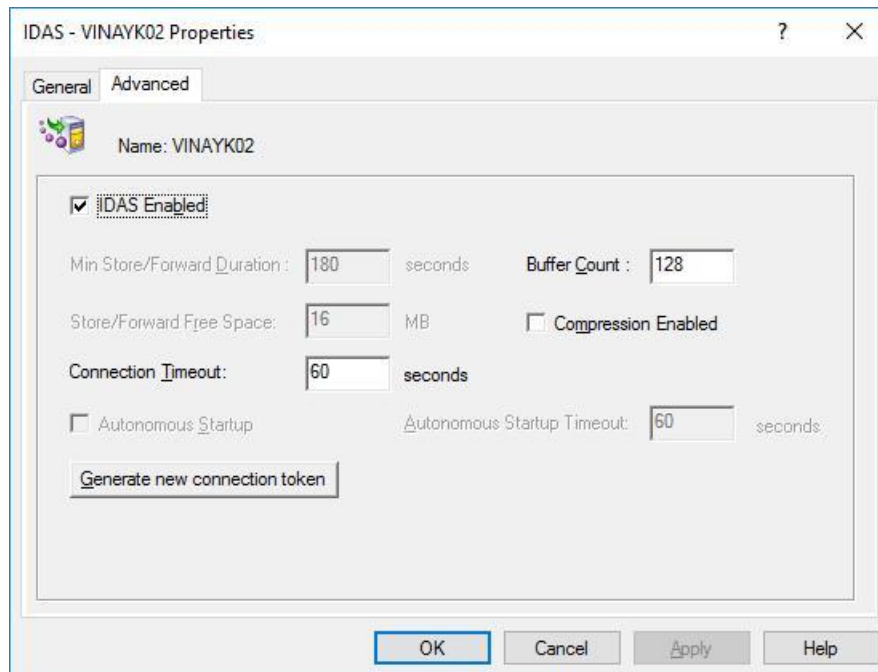 IDAS - VINAYK02 Properties ? X
General Advanced
Name: VINAYK02
IDAS Enabled
Min Store/Forward Duration : 180 seconds Buffer Count : 128
Store/Forward Free Space: 16 MB Compression Enabled
Connection Timeout: 60 seconds
Autonomous Startup Autonomous Startup Timeout: 60 seconds
Generate new connection token
OK Cancel Apply Help